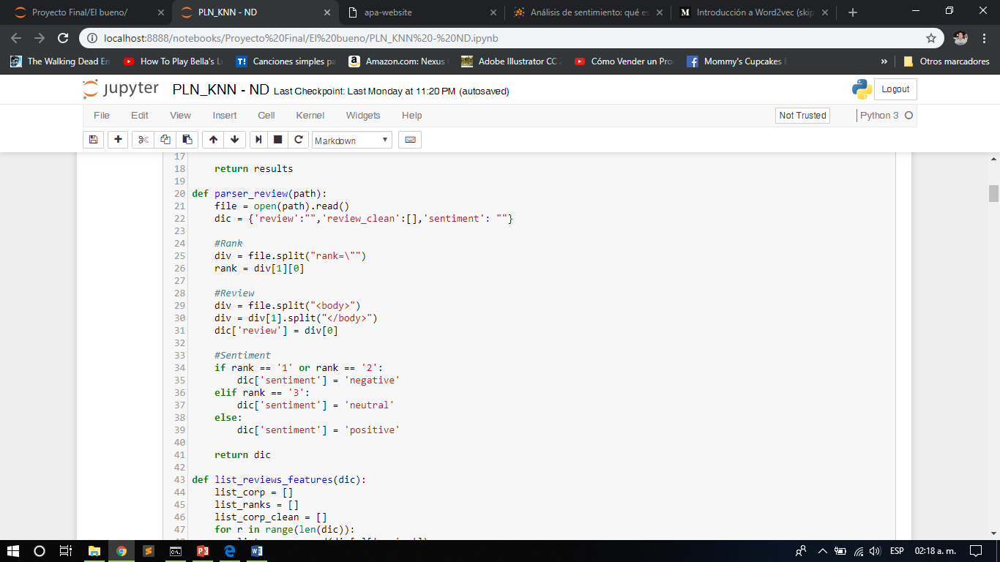 Proyecto Final/El bueno/
PLN_KNN - ND
apa-website
Análisis de sentimiento: qué es
Introducción a Word2vec (skip
localhost:8888/notebooks/Proyecto%20Final/El%20bueno/PLN_KNN%20-%20ND.ipynb
The Walking Dead En
How To Play Bella's Lu
T! Canciones simples pa
Amazon.com: Nexus
Adobe Illustrator CC 2
Cómo Vender un Pro
Mommy's Cupcakes E
»
Otros marcadores
jupyter PLN_KNN - ND Last Checkpoint: Last Monday at 11:20 PM (autosaved)
Logout
File Edit View Insert Cell Kernel Widgets Help
Not Trusted
Python 3
Markdown
17
18     return results
19
20 def parser_review(path):
21     file = open(path).read()
22     dic = {'review':"",'review_clean':[],'sentiment': ""}
23
24     #Rank
25     div = file.split("rank=\"")
26     rank = div[1][0]
27
28     #Review
29     div = file.split("<body>")
30     div = div[1].split("</body>")
31     dic['review'] = div[0]
32
33     #Sentiment
34     if rank == '1' or rank == '2':
35         dic['sentiment'] = 'negative'
36     elif rank == '3':
37         dic['sentiment'] = 'neutral'
38     else:
39         dic['sentiment'] = 'positive'
40
41     return dic
42
43 def list_reviews_features(dic):
44     list_corp = []
45     list_ranks = []
46     list_corp_clean = []
47     for r in range(len(dic)):
ESP 02:18 a. m.